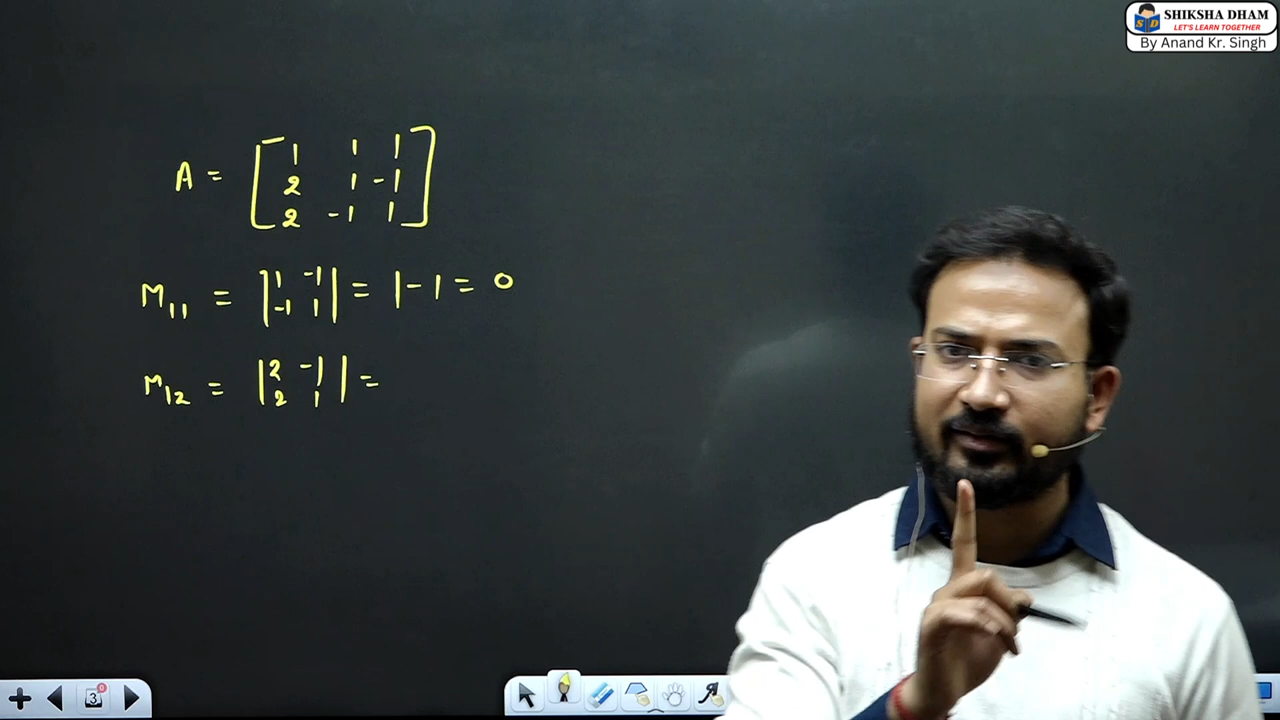 SHIKSHA DHAM
S D
LET'S LEARN TOGETHER
By Anand Kr. Singh
A = [1 1 1
2 1 -1
2 -1 1]
M₁₁ = |1 -1
-1 1| = 1 - 1 = 0
M₁₂ = |2 -1
2 1| =
3